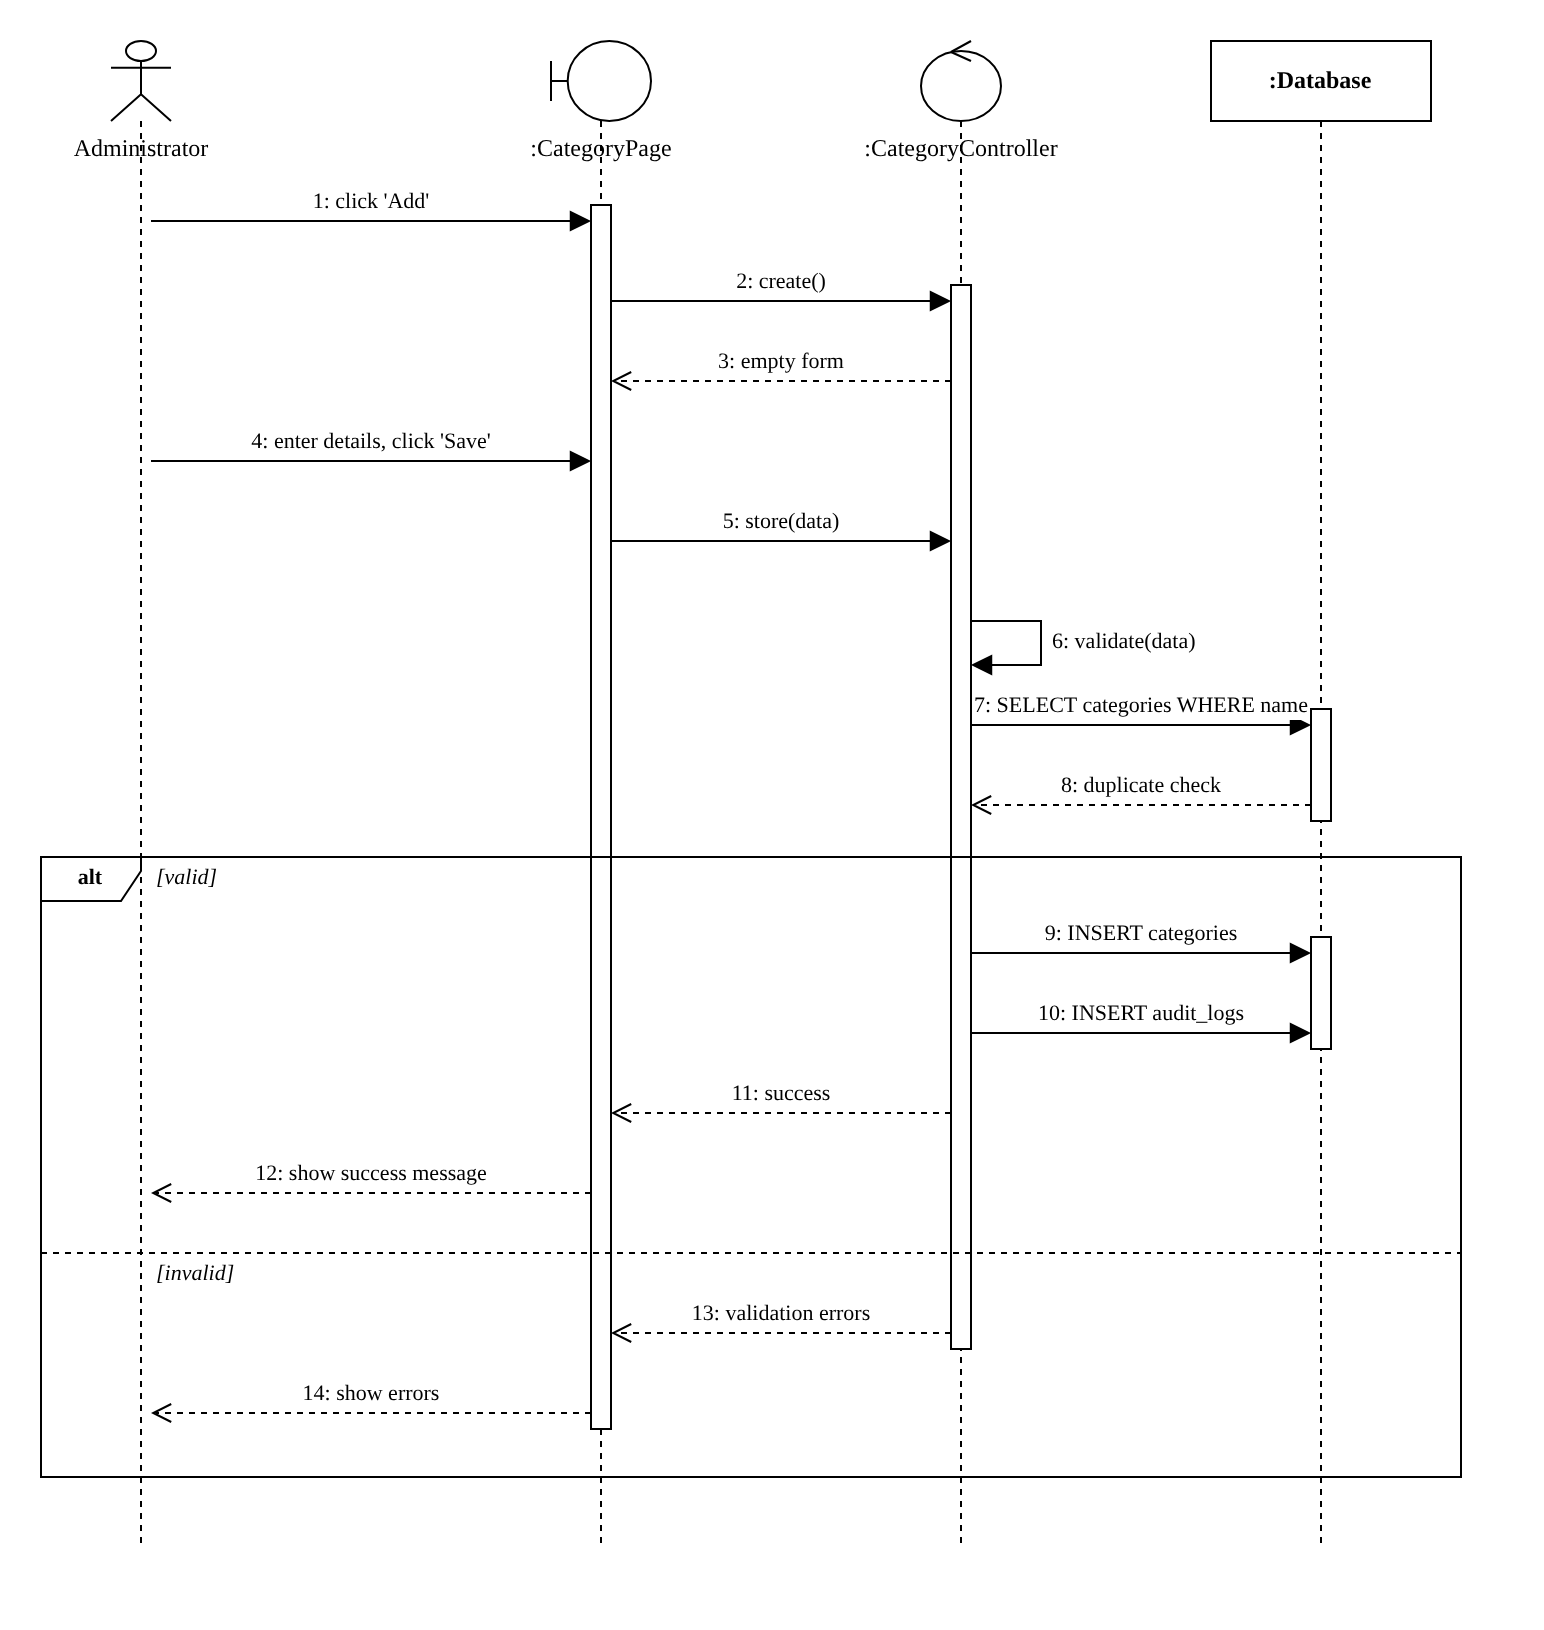 :Database
Administrator
:CategoryPage
:CategoryController
1: click 'Add'
2: create()
3: empty form
4: enter details, click 'Save'
5: store(data)
6: validate(data)
7: SELECT categories WHERE name
8: duplicate check
alt
[valid]
9: INSERT categories
10: INSERT audit_logs
11: success
12: show success message
[invalid]
13: validation errors
14: show errors